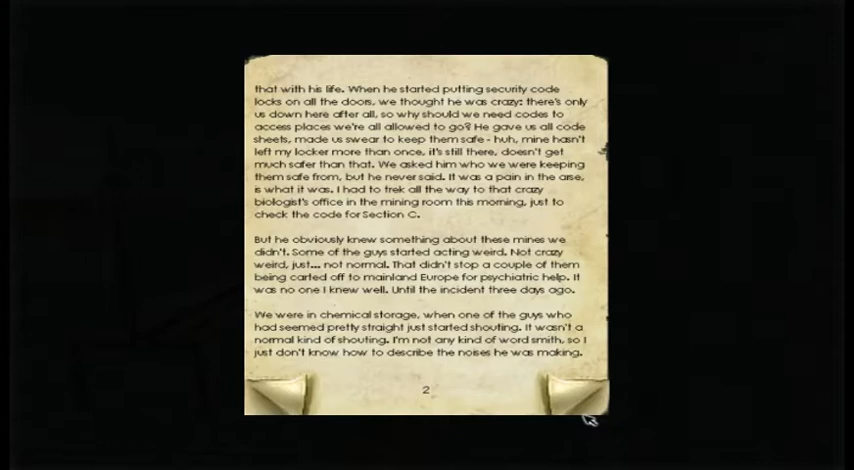 that with his life. When he started putting security code
locks on all the doors, we thought he was crazy: there's only
us down here after all, so why should we need codes to
access places we're all allowed to go? He gave us all code
sheets, made us swear to keep them safe - huh, mine hasn't
left my locker more than once, it's still there, doesn't get
much safer than that. We asked him who we were keeping
them safe from, but he never said. It was a pain in the arse,
is what it was. I had to trek all the way to that crazy
biologist's office in the mining room this morning, just to
check the code for Section C.
But he obviously knew something about these mines we
didn't. Some of the guys started acting weird. Not crazy
weird, just... not normal. That didn't stop a couple of them
being carted off to mainland Europe for psychiatric help. It
was no one I knew well. Until the incident three days ago.
We were in chemical storage, when one of the guys who
had seemed pretty straight just started shouting. It wasn't a
normal kind of shouting. I'm not any kind of word smith, so I
just don't know how to describe the noises he was making.
2